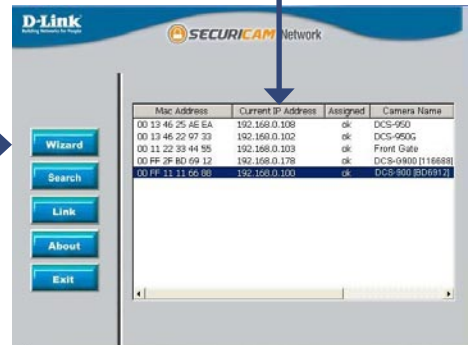 D-Link
Building Networks for People
SECURICAM Network
Mac Address Current IP Address Assigned Camera Name
00 13 46 25 AE EA 192.168.0.108 ok DCS-950
00 13 46 22 97 33 192.168.0.102 ok DCS-950G
00 11 22 33 44 55 192.168.0.103 ok Front Gate
00 FF 2F BD 69 12 192.168.0.178 ok DCS-G900 [116688]
00 FF 11 11 66 88 192.168.0.100 ok DCS-900 [BD6912]
Wizard
Search
Link
About
Exit